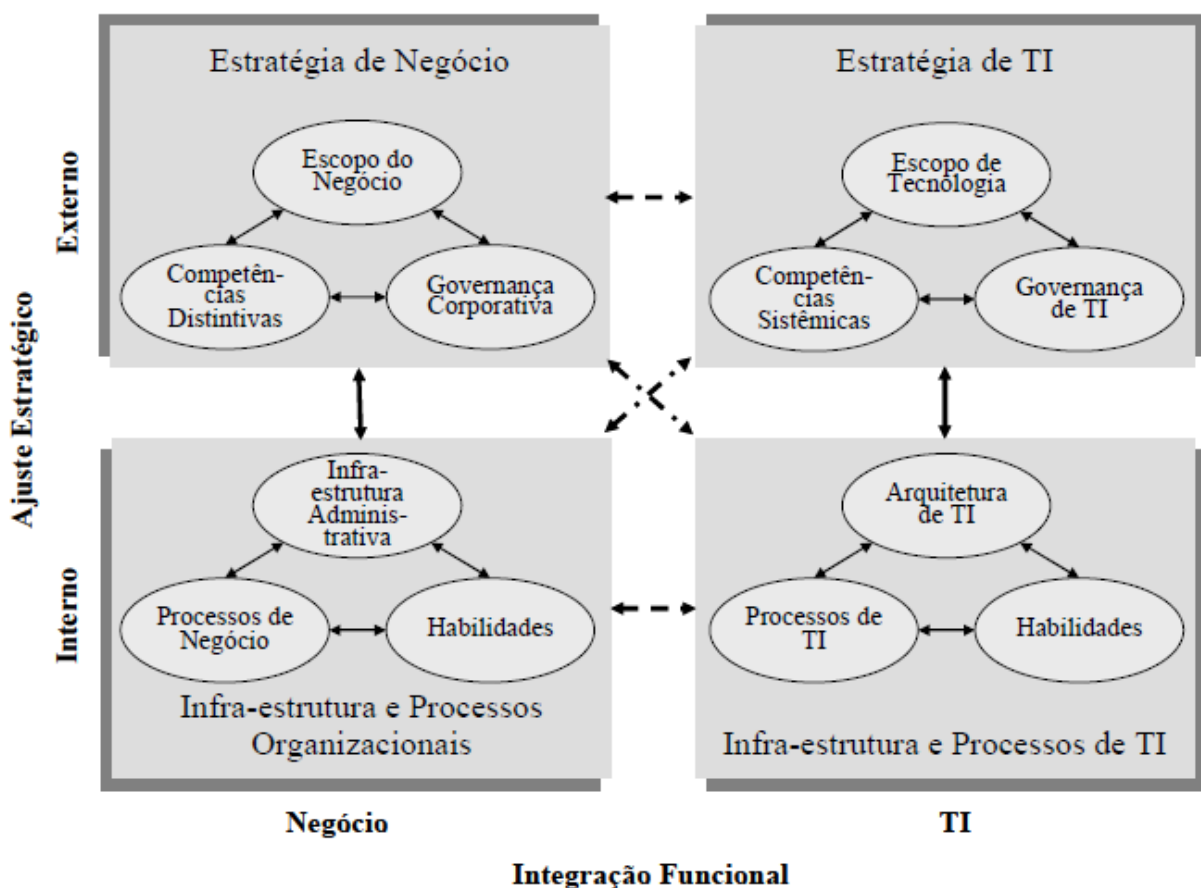 Estratégia de Negócio
Escopo do
Negócio
Competên-
cias
Distintivas
Governança
Corporativa
Estratégia de TI
Escopo de
Tecnologia
Competên-
cias
Sistêmicas
Governança
de TI
Externo
Ajuste Estratégico
Interno
Infra-
estrutura
Adminis-
trativa
Processos de
Negócio
Habilidades
Infra-estrutura e Processos
Organizacionais
Arquitetura
de TI
Processos de
TI
Habilidades
Infra-estrutura e Processos de TI
Negócio
TI
Integração Funcional